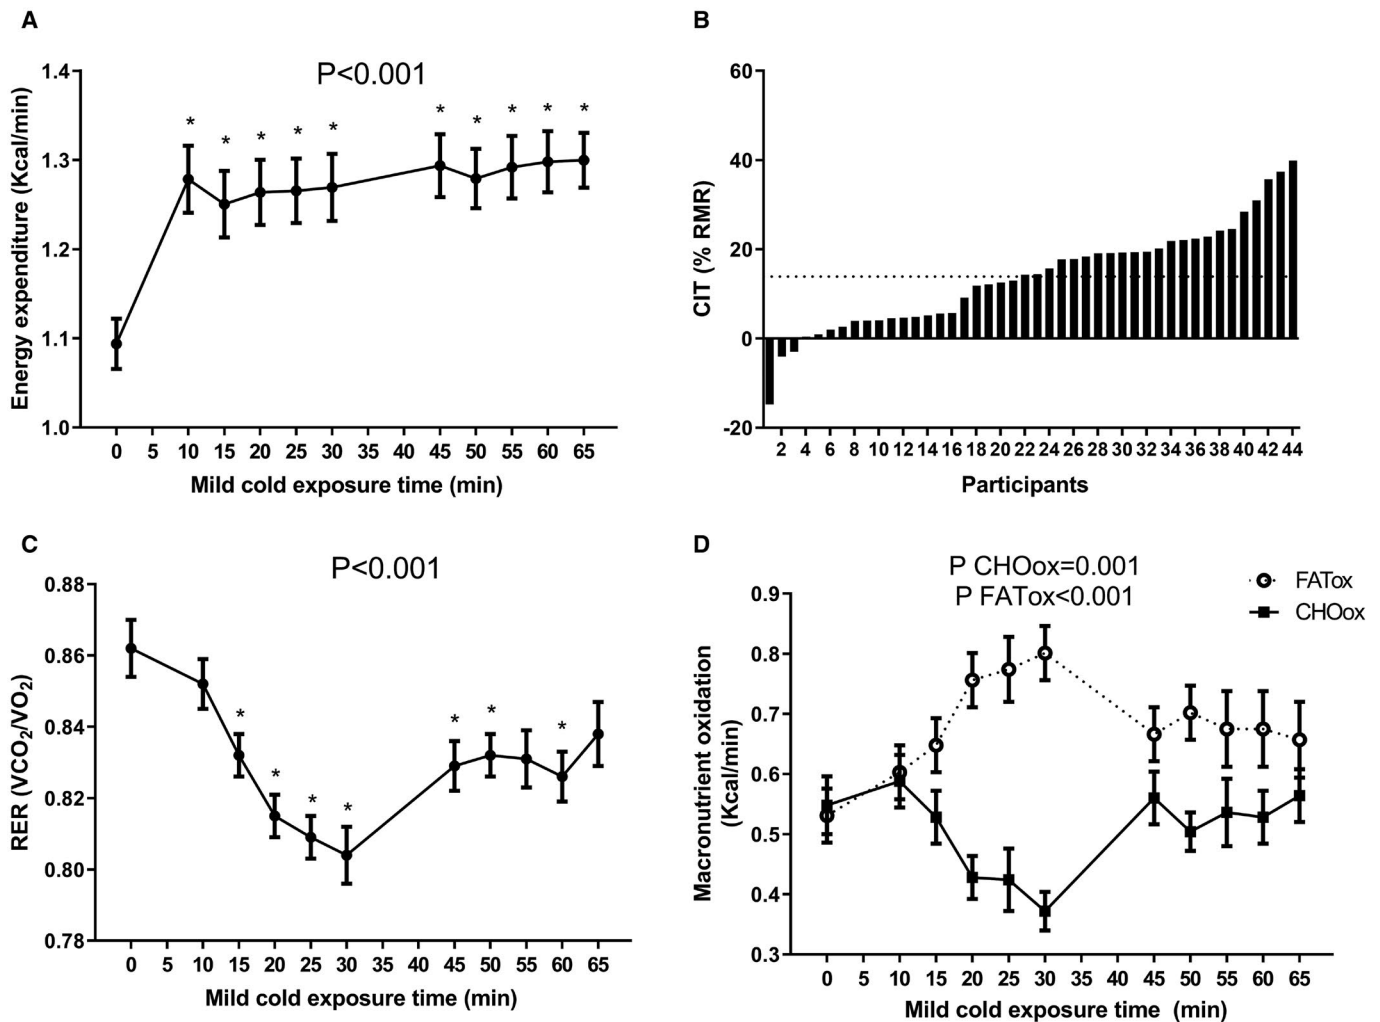 A
P<0.001
Energy expenditure (Kcal/min)
1.4
1.3
1.2
1.1
1.0
* * * * * * * * * *
0 5 10 15 20 25 30 35 40 45 50 55 60 65
Mild cold exposure time (min)
B
CIT (% RMR)
60
40
20
0
-20
2 4 6 8 10 12 14 16 18 20 22 24 26 28 30 32 34 36 38 40 42 44
Participants
C
P<0.001
RER (VCO2/VO2)
0.88
0.86
0.84
0.82
0.80
0.78
* * * * * * *
0 5 10 15 20 25 30 35 40 45 50 55 60 65
Mild cold exposure time (min)
D
P CHOox=0.001
P FATox<0.001
FATox
CHOox
Macronutrient oxidation
(Kcal/min)
0.9
0.8
0.7
0.6
0.5
0.4
0.3
0 5 10 15 20 25 30 35 40 45 50 55 60 65
Mild cold exposure time (min)